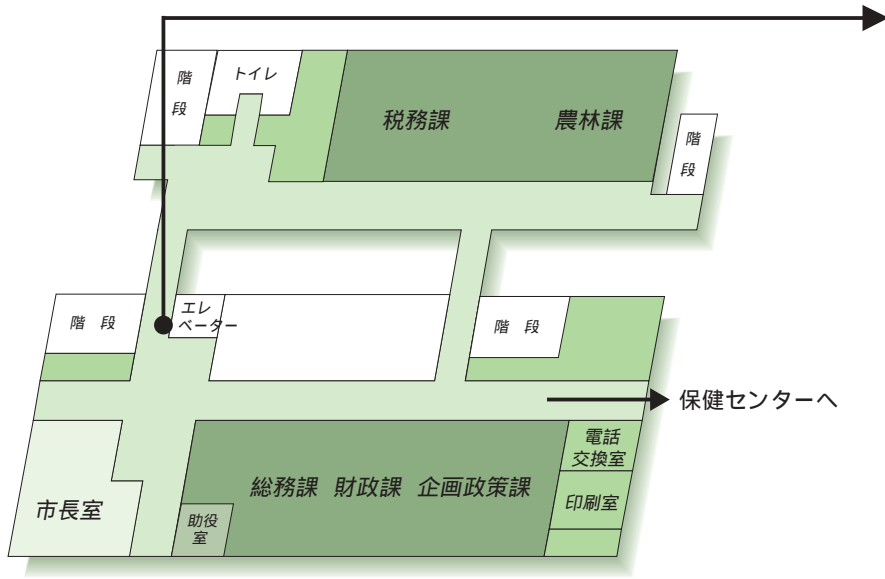 階
段
トイレ
税務課
農林課
階
段
階 段
エレ
ベーター
階 段
保健センターへ
電話
交換室
総務課 財政課 企画政策課
印刷室
市長室
助役
室